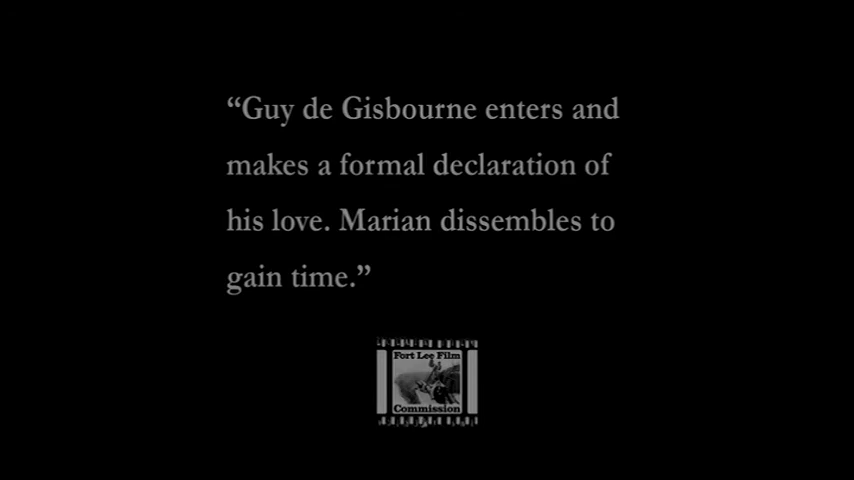 “Guy de Gisbourne enters and
makes a formal declaration of
his love. Marian dissembles to
gain time.”
Fort Lee Film
Commission